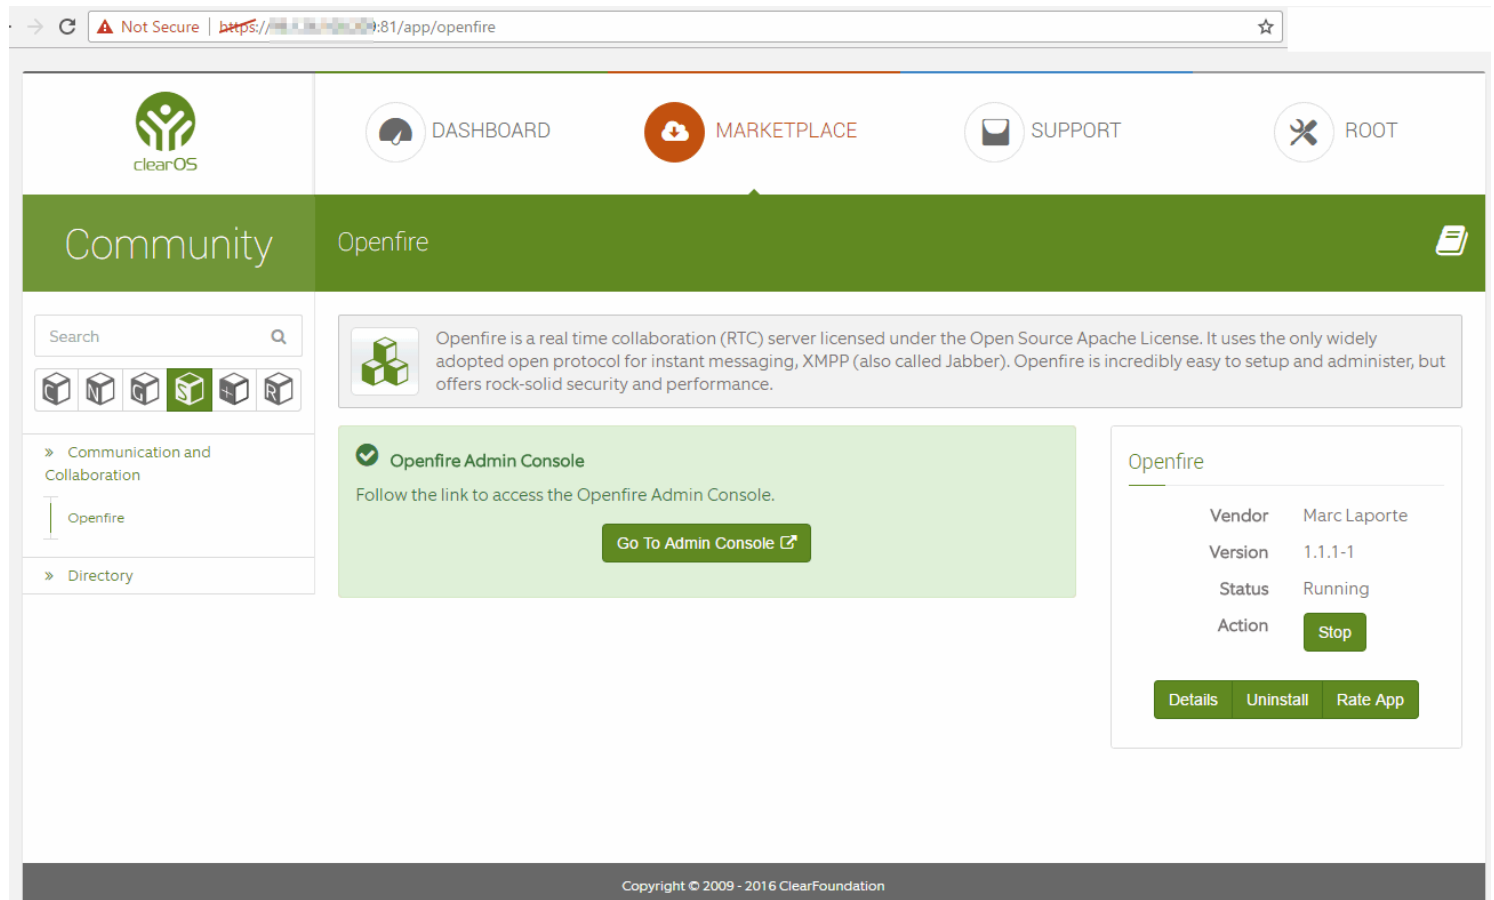 Not Secure | https:// :81/app/openfire
clearOS
DASHBOARD
MARKETPLACE
SUPPORT
ROOT
Community
Openfire
Search
C N G S + R
» Communication and
Collaboration
Openfire
» Directory
Openfire is a real time collaboration (RTC) server licensed under the Open Source Apache License. It uses the only widely
adopted open protocol for instant messaging, XMPP (also called Jabber). Openfire is incredibly easy to setup and administer, but
offers rock-solid security and performance.
Openfire Admin Console
Follow the link to access the Openfire Admin Console.
Go To Admin Console
Openfire
Vendor Marc Laporte
Version 1.1.1-1
Status Running
Action Stop
Details Uninstall Rate App
Copyright © 2009 - 2016 ClearFoundation